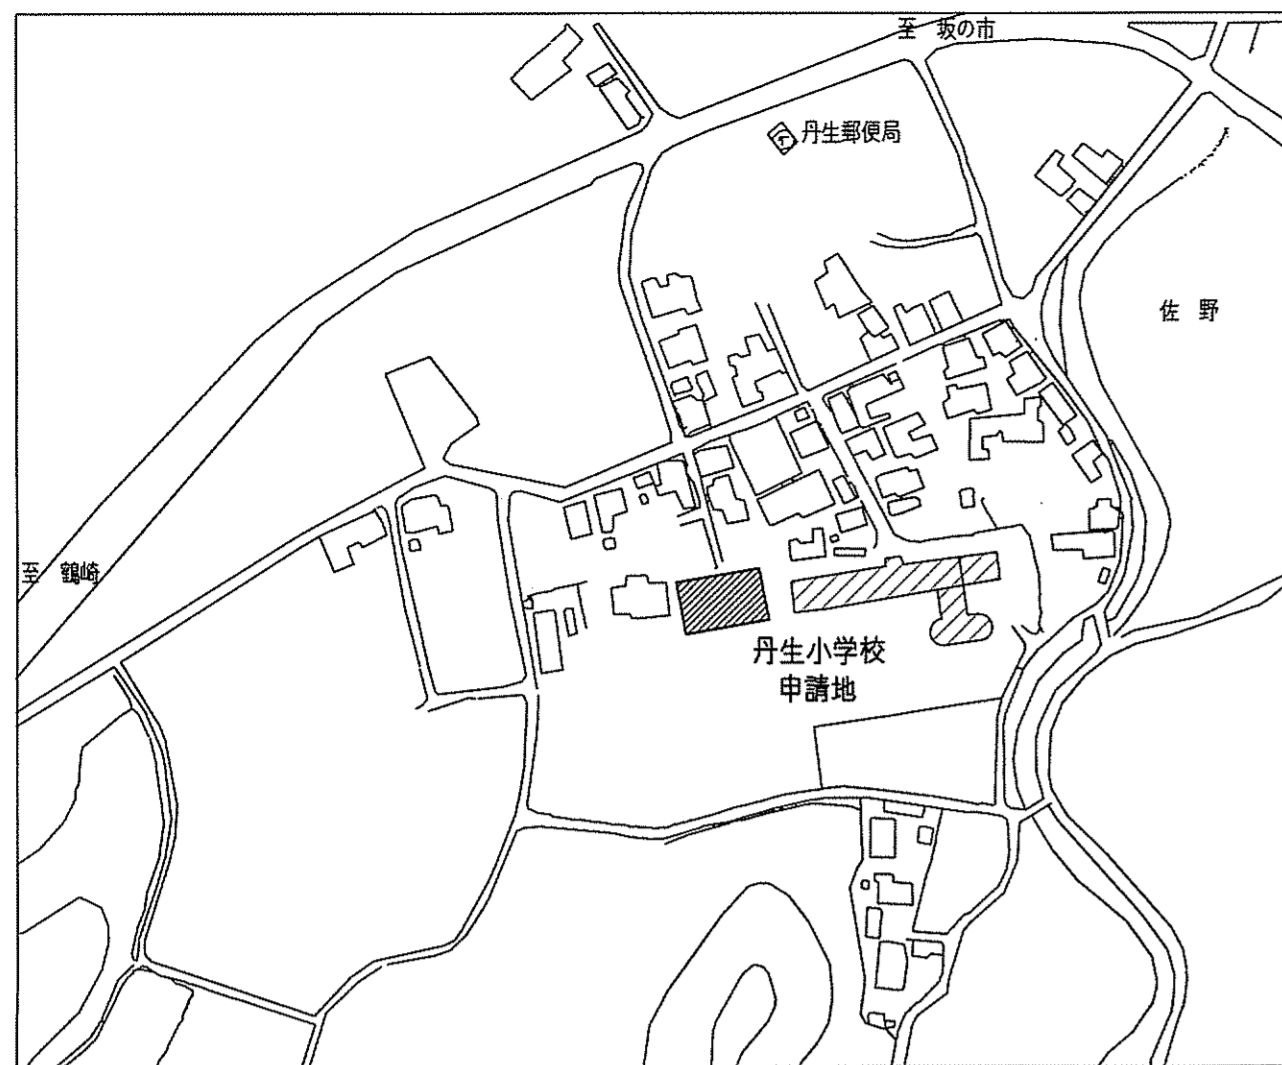 至 坂の市
丹生郵便局
佐 野
至 鶴崎
丹生小学校
申請地